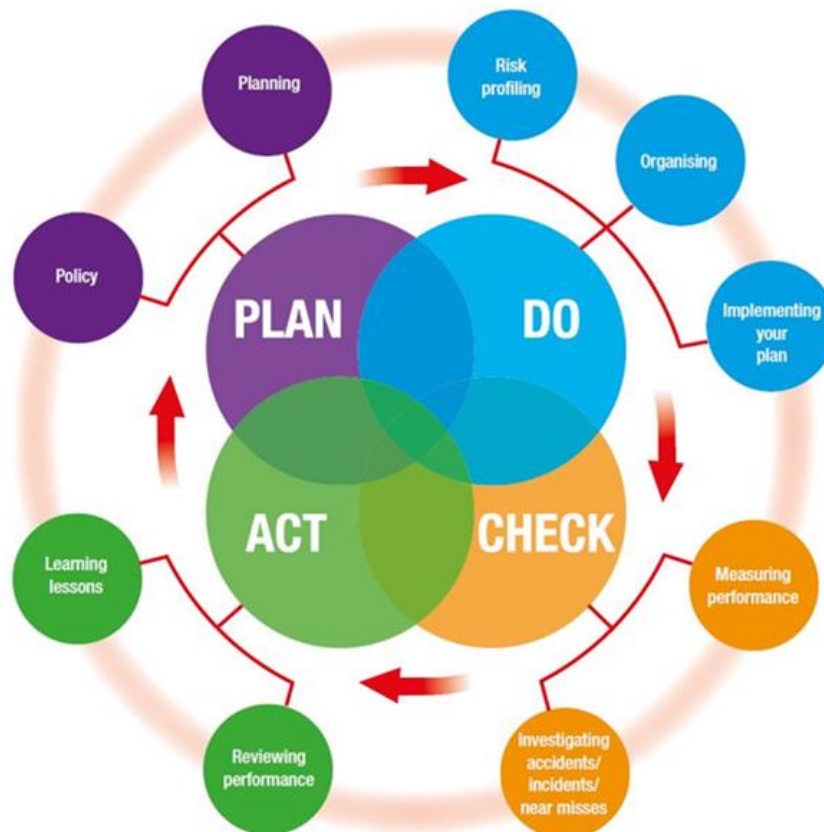 Planning
Risk
profiling
Organising
Policy
Implementing
your
plan
PLAN
DO
ACT
CHECK
Learning
lessons
Measuring
performance
Reviewing
performance
Investigating
accidents/
incidents/
near misses